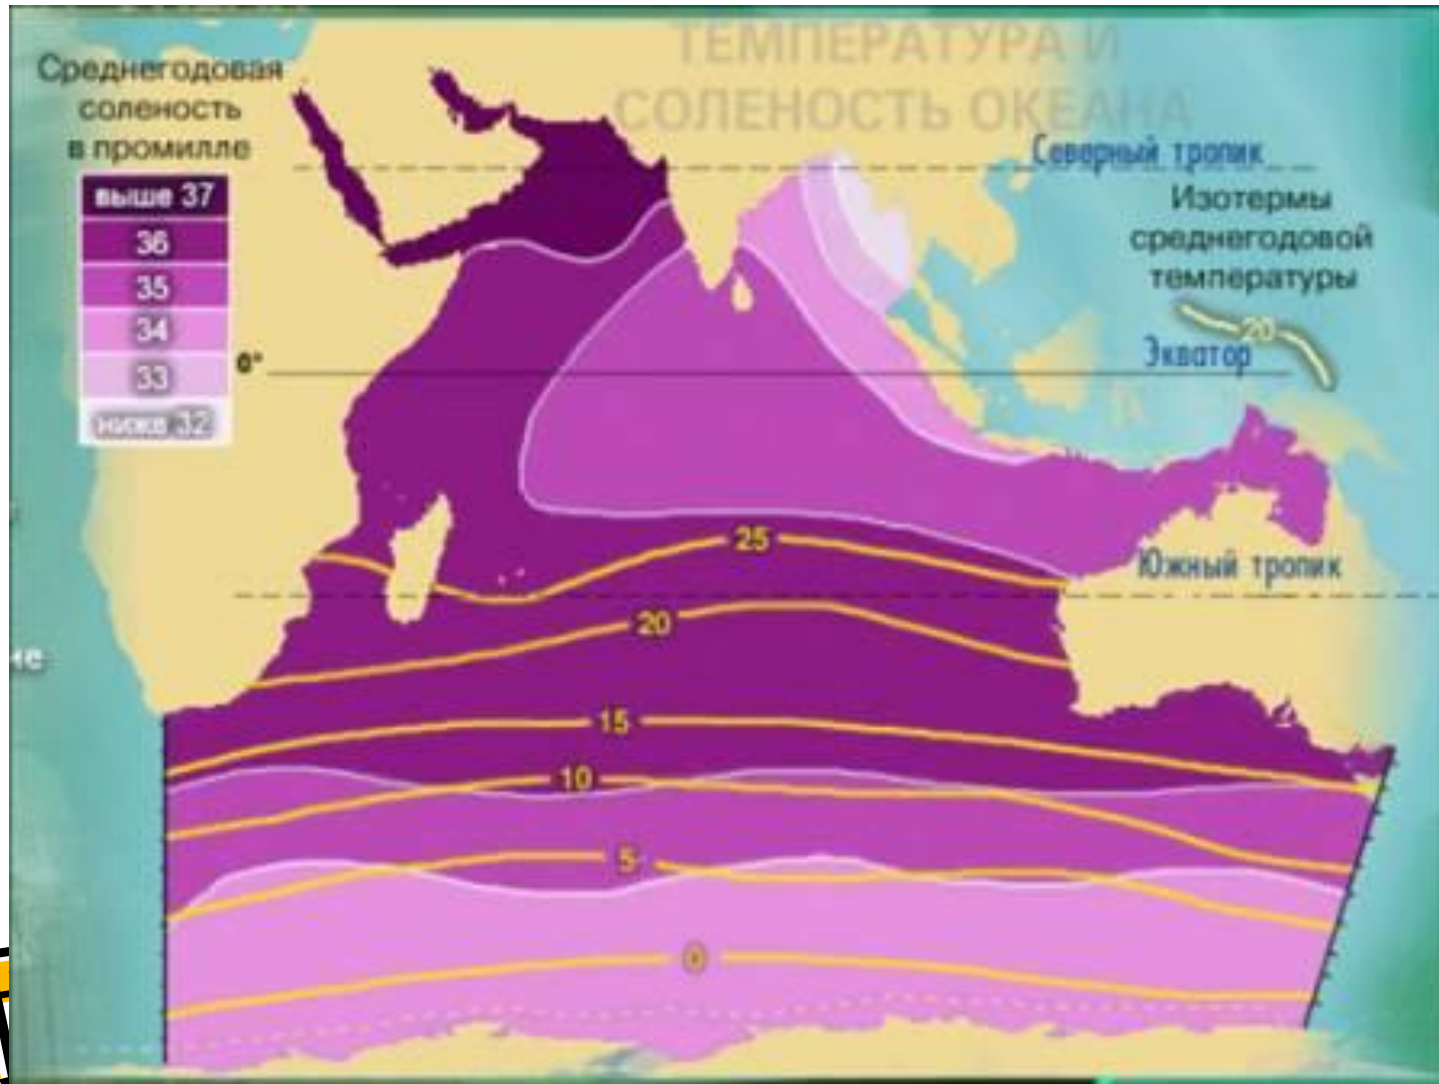 ТЕМПЕРАТУРА И
СОЛЕНОСТЬ ОКЕАНА
Среднегодовая
соленость
в промилле
выше 37
36
35
34
33
ниже 32
Северный тропик
Изотермы
среднегодовой
температуры
20
0°
Экватор
25
Южный тропик
20
15
10
5
0